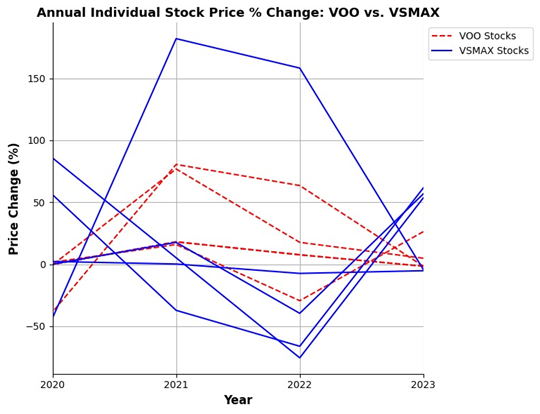 Annual Individual Stock Price % Change: VOO vs. VSMAX
VOO Stocks
VSMAX Stocks
Price Change (%)
150
100
50
0
−50
2020
2021
2022
2023
Year